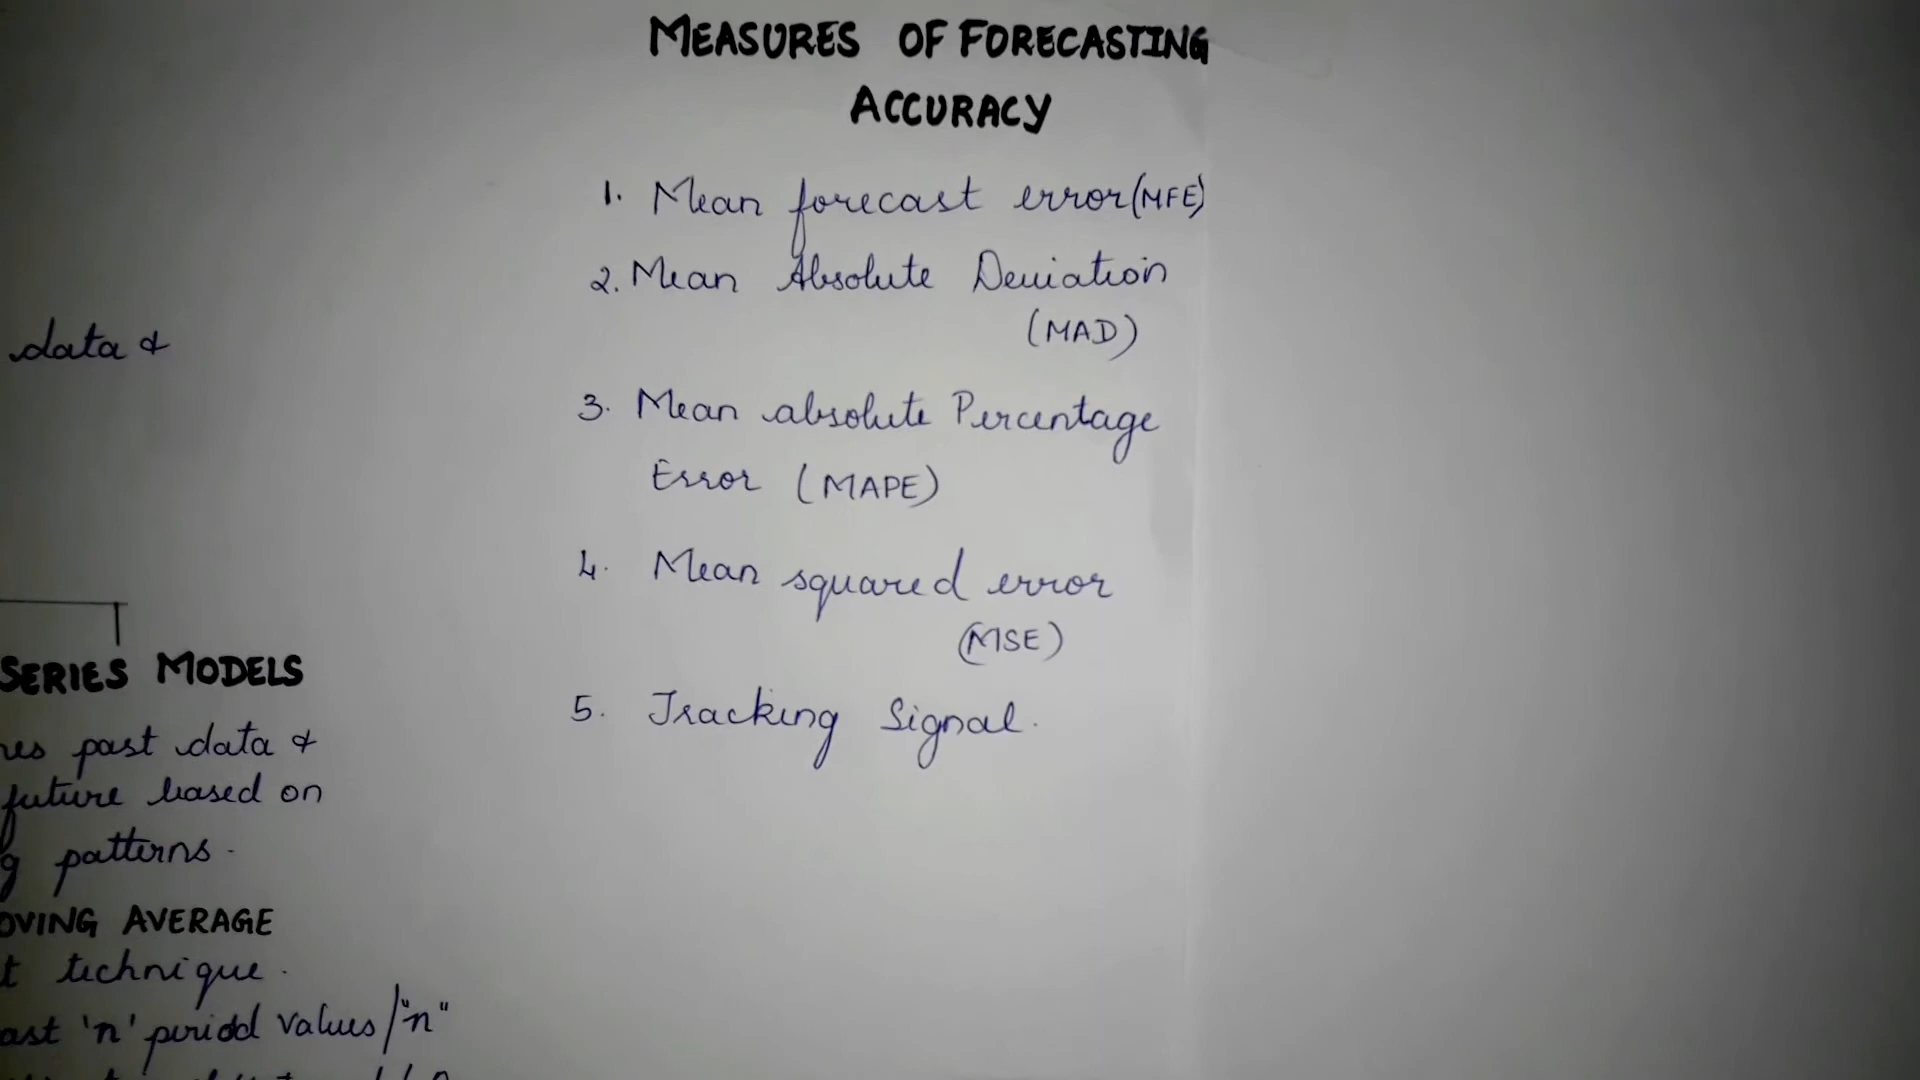 MEASURES OF FORECASTING
ACCURACY
1. Mean forecast error (MFE)
2. Mean Absolute Deviation
(MAD)
3. Mean absolute Percentage
Error (MAPE)
4. Mean squared error
(MSE)
5. Tracking Signal.
data &
SERIES MODELS
past data &
future based on
patterns.
MOVING AVERAGE
technique.
'n' period values/"n"